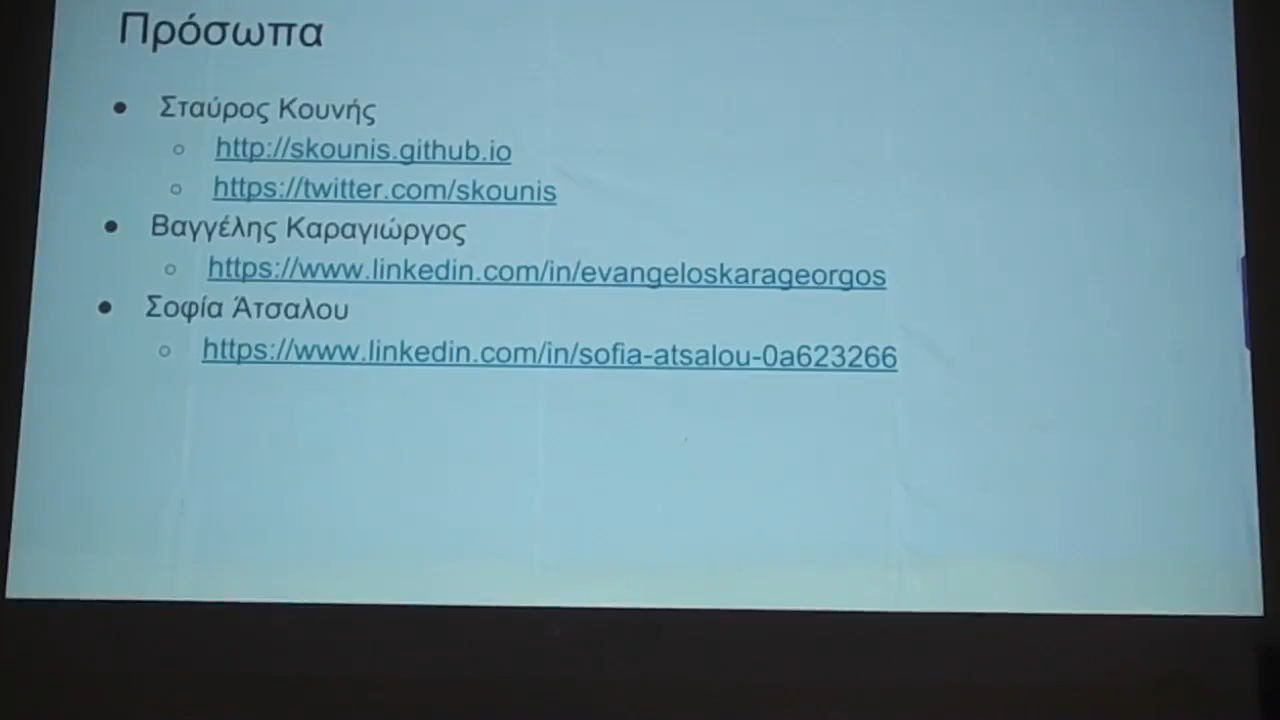 Πρόσωπα
● Σταύρος Κουνής
○ http://skounis.github.io
○ https://twitter.com/skounis
● Βαγγέλης Καραγιώργος
○ https://www.linkedin.com/in/evangeloskarageorgos
● Σοφία Άτσαλου
○ https://www.linkedin.com/in/sofia-atsalou-0a623266